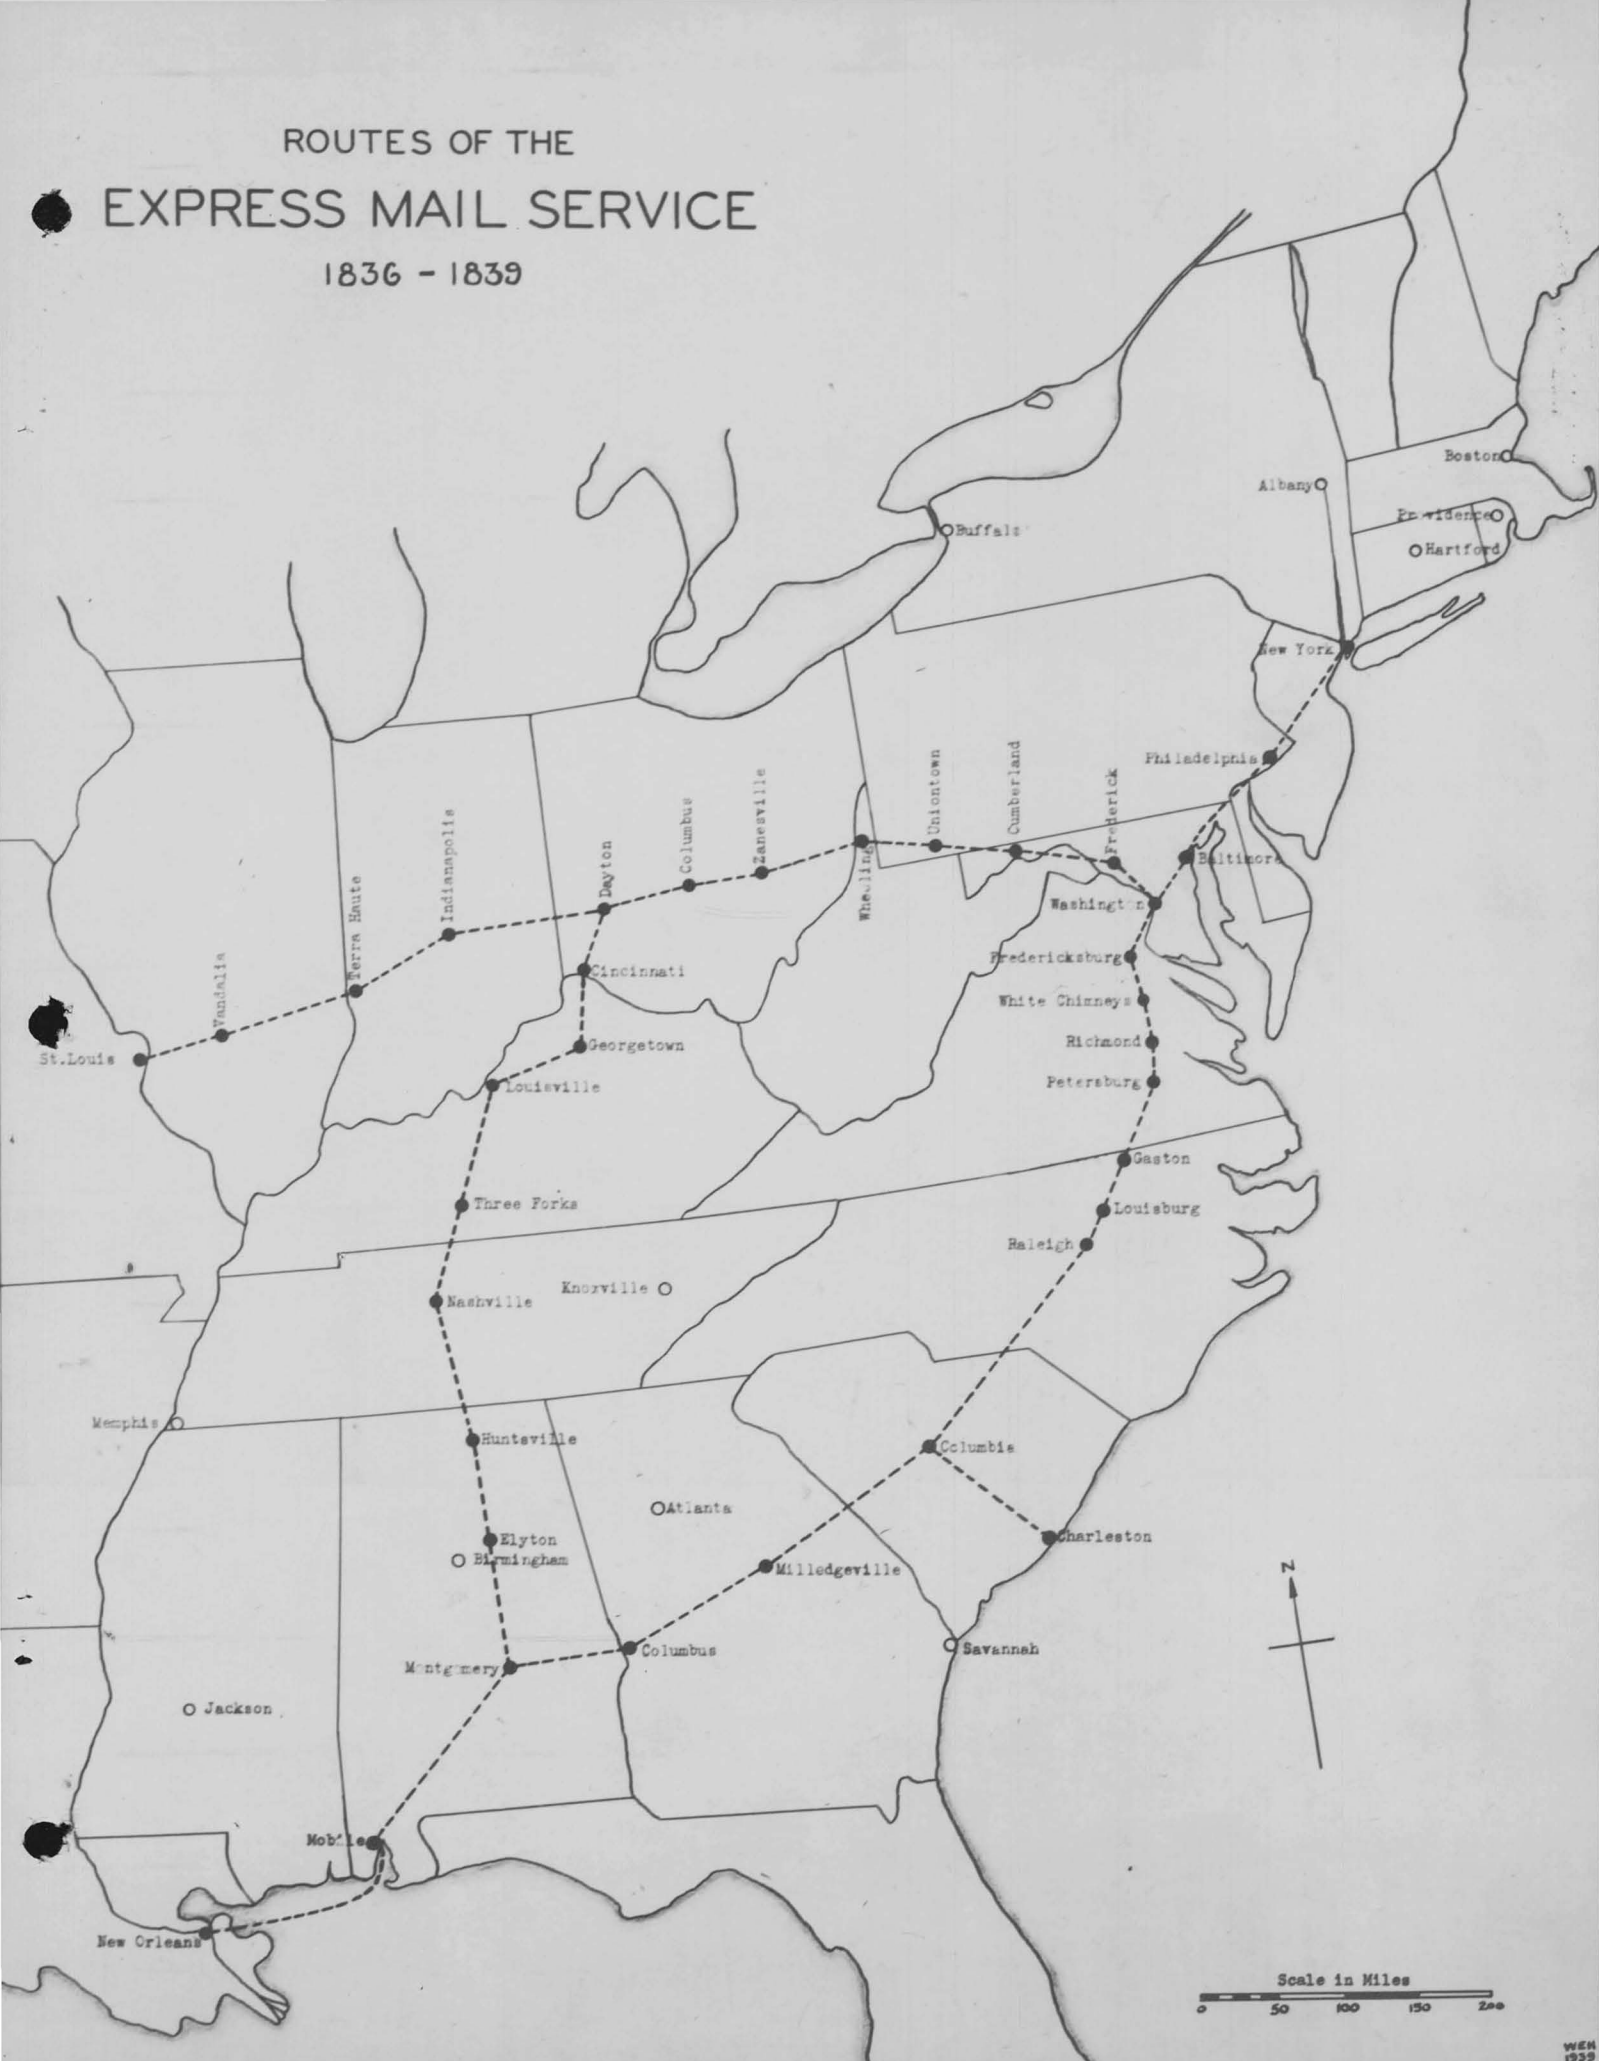 ROUTES OF THE
EXPRESS MAIL SERVICE
1836 - 1839
Boston
Albany
Providence
Hartford
Buffalo
New York
Philadelphia
Uniontown
Cumberland
Frederick
Zanesville
Columbus
Indianapolis
Dayton
Terra Haute
Wheeling
Baltimore
Washington
Vandalia
Cincinnati
Fredericksburg
White Chimneys
Richmond
Georgetown
St.Louis
Louisville
Petersburg
Gaston
Three Forks
Louisburg
Raleigh
Knoxville
Nashville
Memphis
Huntsville
Columbia
Atlanta
Elyton
Birmingham
Charleston
Milledgeville
N
Columbus
Savannah
Montgomery
Jackson
Mobile
New Orleans
Scale in Miles
0 50 100 150 200
WEH
1939